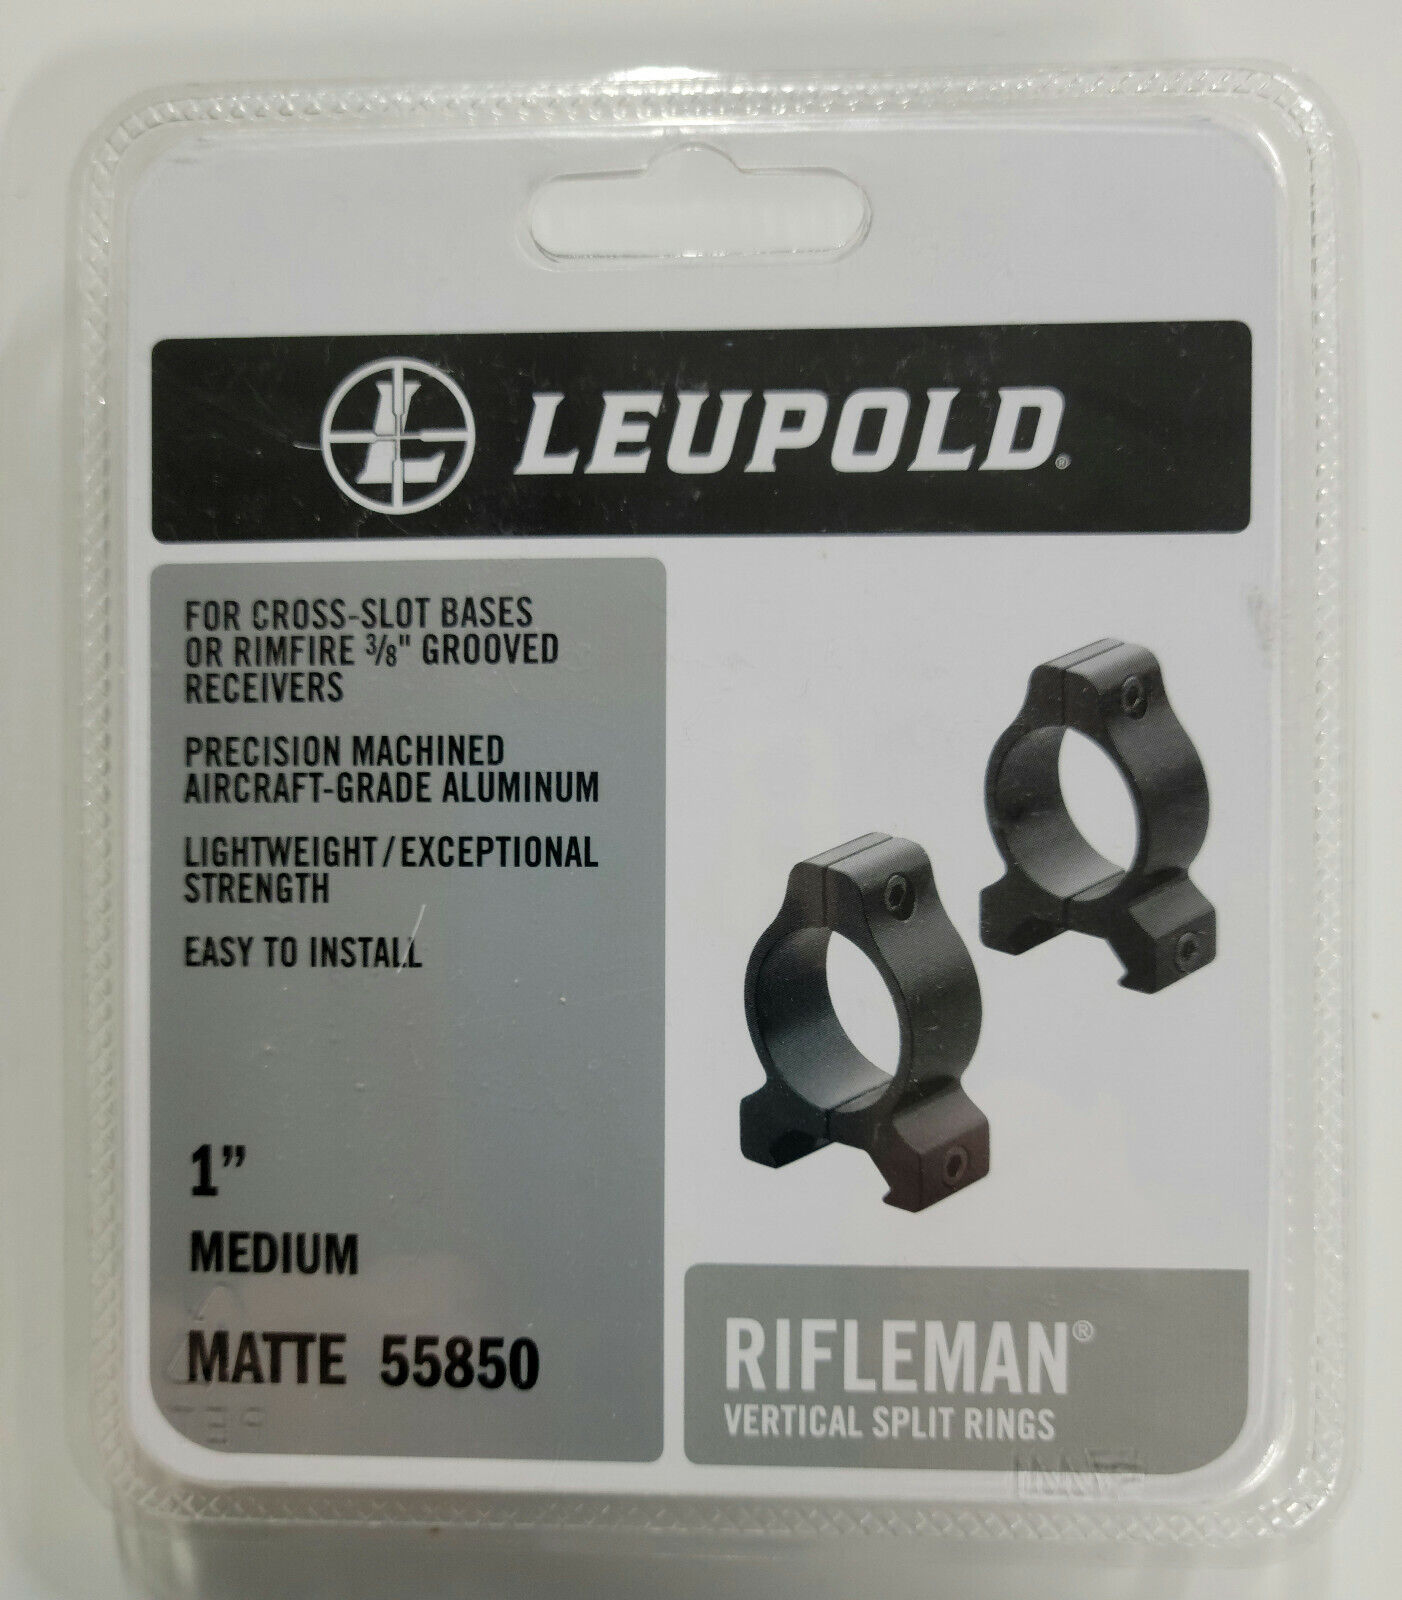 LEUPOLD®
FOR CROSS-SLOT BASES
OR RIMFIRE 3/8" GROOVED
RECEIVERS
PRECISION MACHINED
AIRCRAFT-GRADE ALUMINUM
LIGHTWEIGHT/EXCEPTIONAL
STRENGTH
EASY TO INSTALL
1”
MEDIUM
MATTE 55850
RIFLEMAN®
VERTICAL SPLIT RINGS